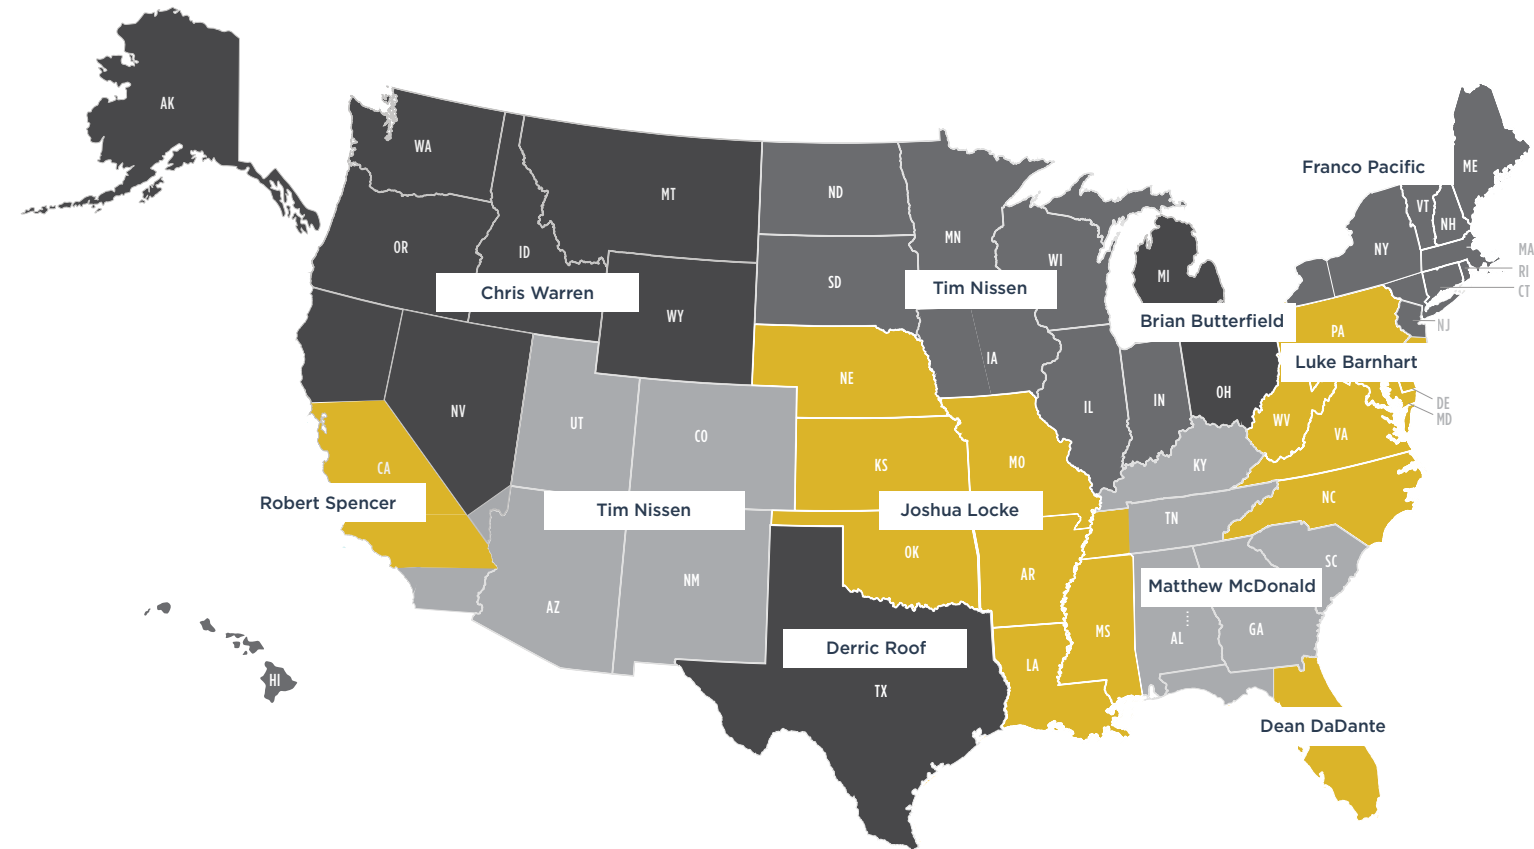 AK
WA
MT
ND
MN
ME
Franco Pacific
VT
NH
NY
MA
RI
CT
OR
ID
SD
WI
MI
Chris Warren
Tim Nissen
WY
Brian Butterfield
PA
NJ
IA
Luke Barnhart
NE
NV
UT
CO
IL
IN
OH
DE
MD
WV
VA
CA
KS
MO
KY
Robert Spencer
Tim Nissen
Joshua Locke
NC
TN
OK
AR
SC
NM
AZ
Matthew McDonald
MS
AL
GA
Derric Roof
LA
HI
TX
Dean DaDante